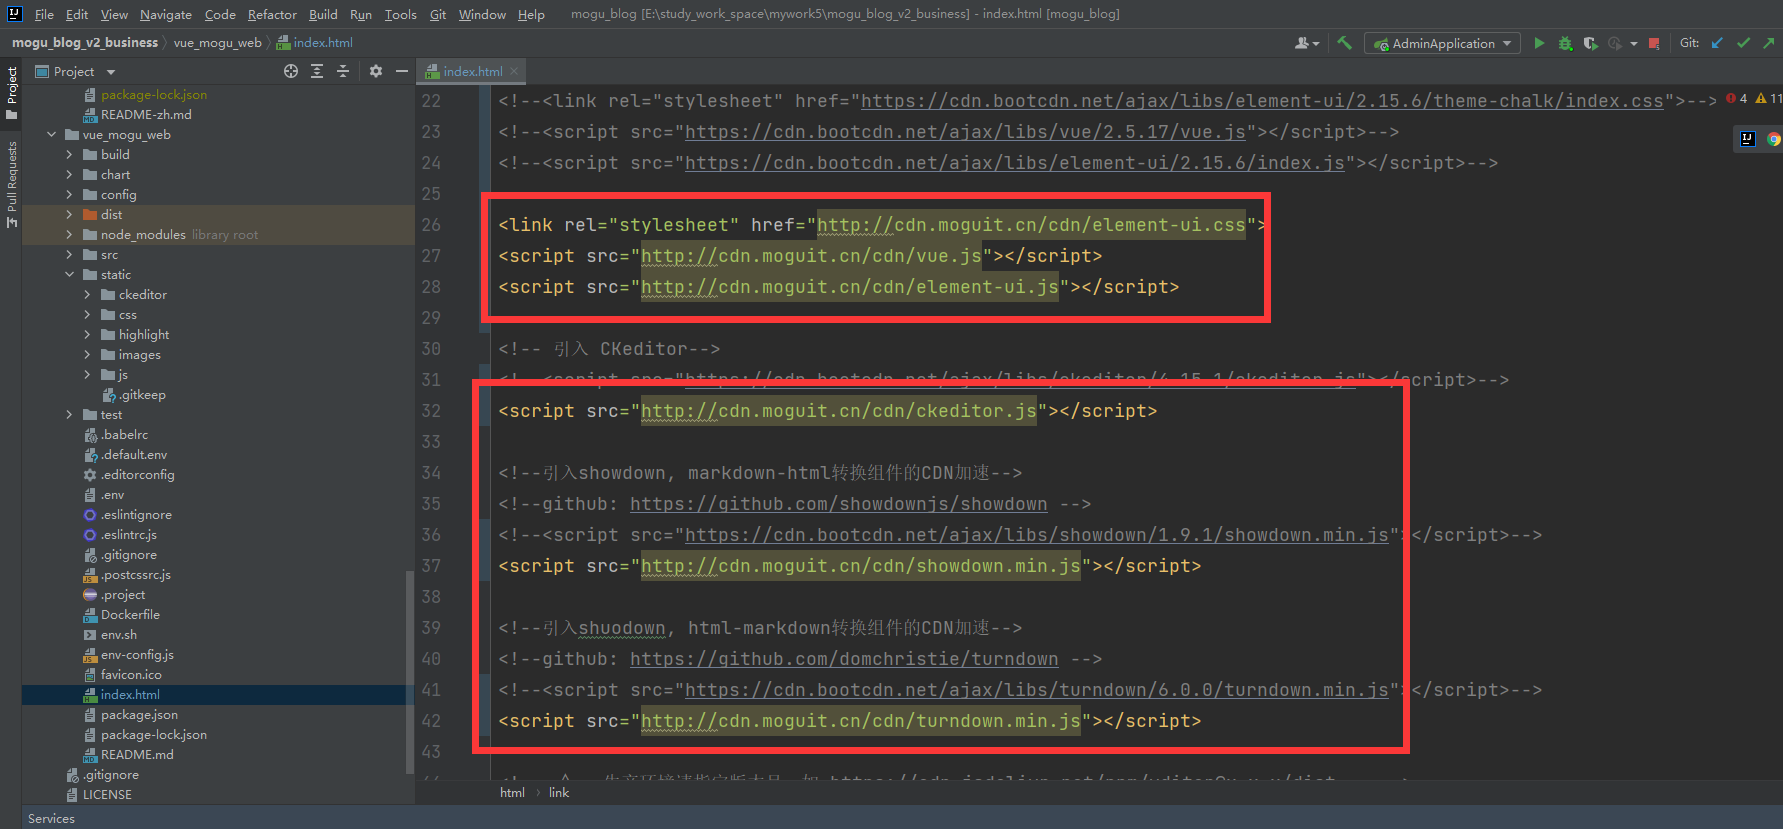 File Edit View Navigate Code Refactor Build Run Tools Git Window Help mogu_blog [E:\study_work_space\mywork5\mogu_blog_v2_business] - index.html [mogu_blog]
mogu_blog_v2_business vue_mogu_web index.html AdminApplication Git:
Project index.html
Project
Pull Requests
package-lock.json
README-zh.md
vue_mogu_web
build
chart
config
dist
node_modules library root
src
static
ckeditor
css
highlight
images
js
.gitkeep
test
.babelrc
.default.env
.editorconfig
.env
.eslintignore
.eslintrc.js
.gitignore
.postcssrc.js
.project
Dockerfile
env.sh
env-config.js
favicon.ico
index.html
package.json
package-lock.json
README.md
.gitignore
LICENSE
22 <!--<link rel="stylesheet" href="https://cdn.bootcdn.net/ajax/libs/element-ui/2.15.6/theme-chalk/index.css">--> 4 11
23 <!--<script src="https://cdn.bootcdn.net/ajax/libs/vue/2.5.17/vue.js"></script>-->
24 <!--<script src="https://cdn.bootcdn.net/ajax/libs/element-ui/2.15.6/index.js"></script>-->
25
26 <link rel="stylesheet" href="http://cdn.moguit.cn/cdn/element-ui.css">
27 <script src="http://cdn.moguit.cn/cdn/vue.js"></script>
28 <script src="http://cdn.moguit.cn/cdn/element-ui.js"></script>
29
30 <!-- 引入 CKeditor-->
31 <!--<script src="https://cdn.bootcdn.net/ajax/libs/ckeditor/4.15.1/ckeditor.js"></script>-->
32 <script src="http://cdn.moguit.cn/cdn/ckeditor.js"></script>
33
34 <!--引入showdown, markdown-html转换组件的CDN加速-->
35 <!--github: https://github.com/showdownjs/showdown -->
36 <!--<script src="https://cdn.bootcdn.net/ajax/libs/showdown/1.9.1/showdown.min.js"></script>-->
37 <script src="http://cdn.moguit.cn/cdn/showdown.min.js"></script>
38
39 <!--引入shuodown, html-markdown转换组件的CDN加速-->
40 <!--github: https://github.com/domchristie/turndown -->
41 <!--<script src="https://cdn.bootcdn.net/ajax/libs/turndown/6.0.0/turndown.min.js"></script>-->
42 <script src="http://cdn.moguit.cn/cdn/turndown.min.js"></script>
43
html link
Services